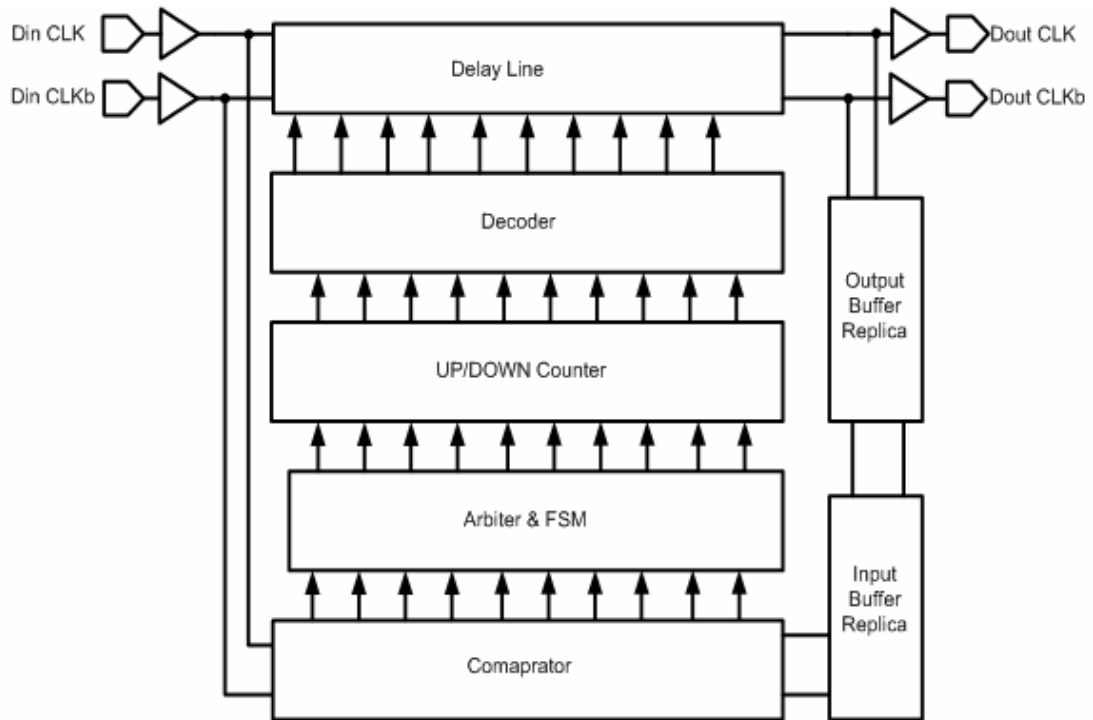 Din CLK
Dout CLK
Delay Line
Din CLKb
Dout CLKb
Decoder
Output
Buffer
Replica
UP/DOWN Counter
Arbiter & FSM
Input
Buffer
Replica
Comaprator